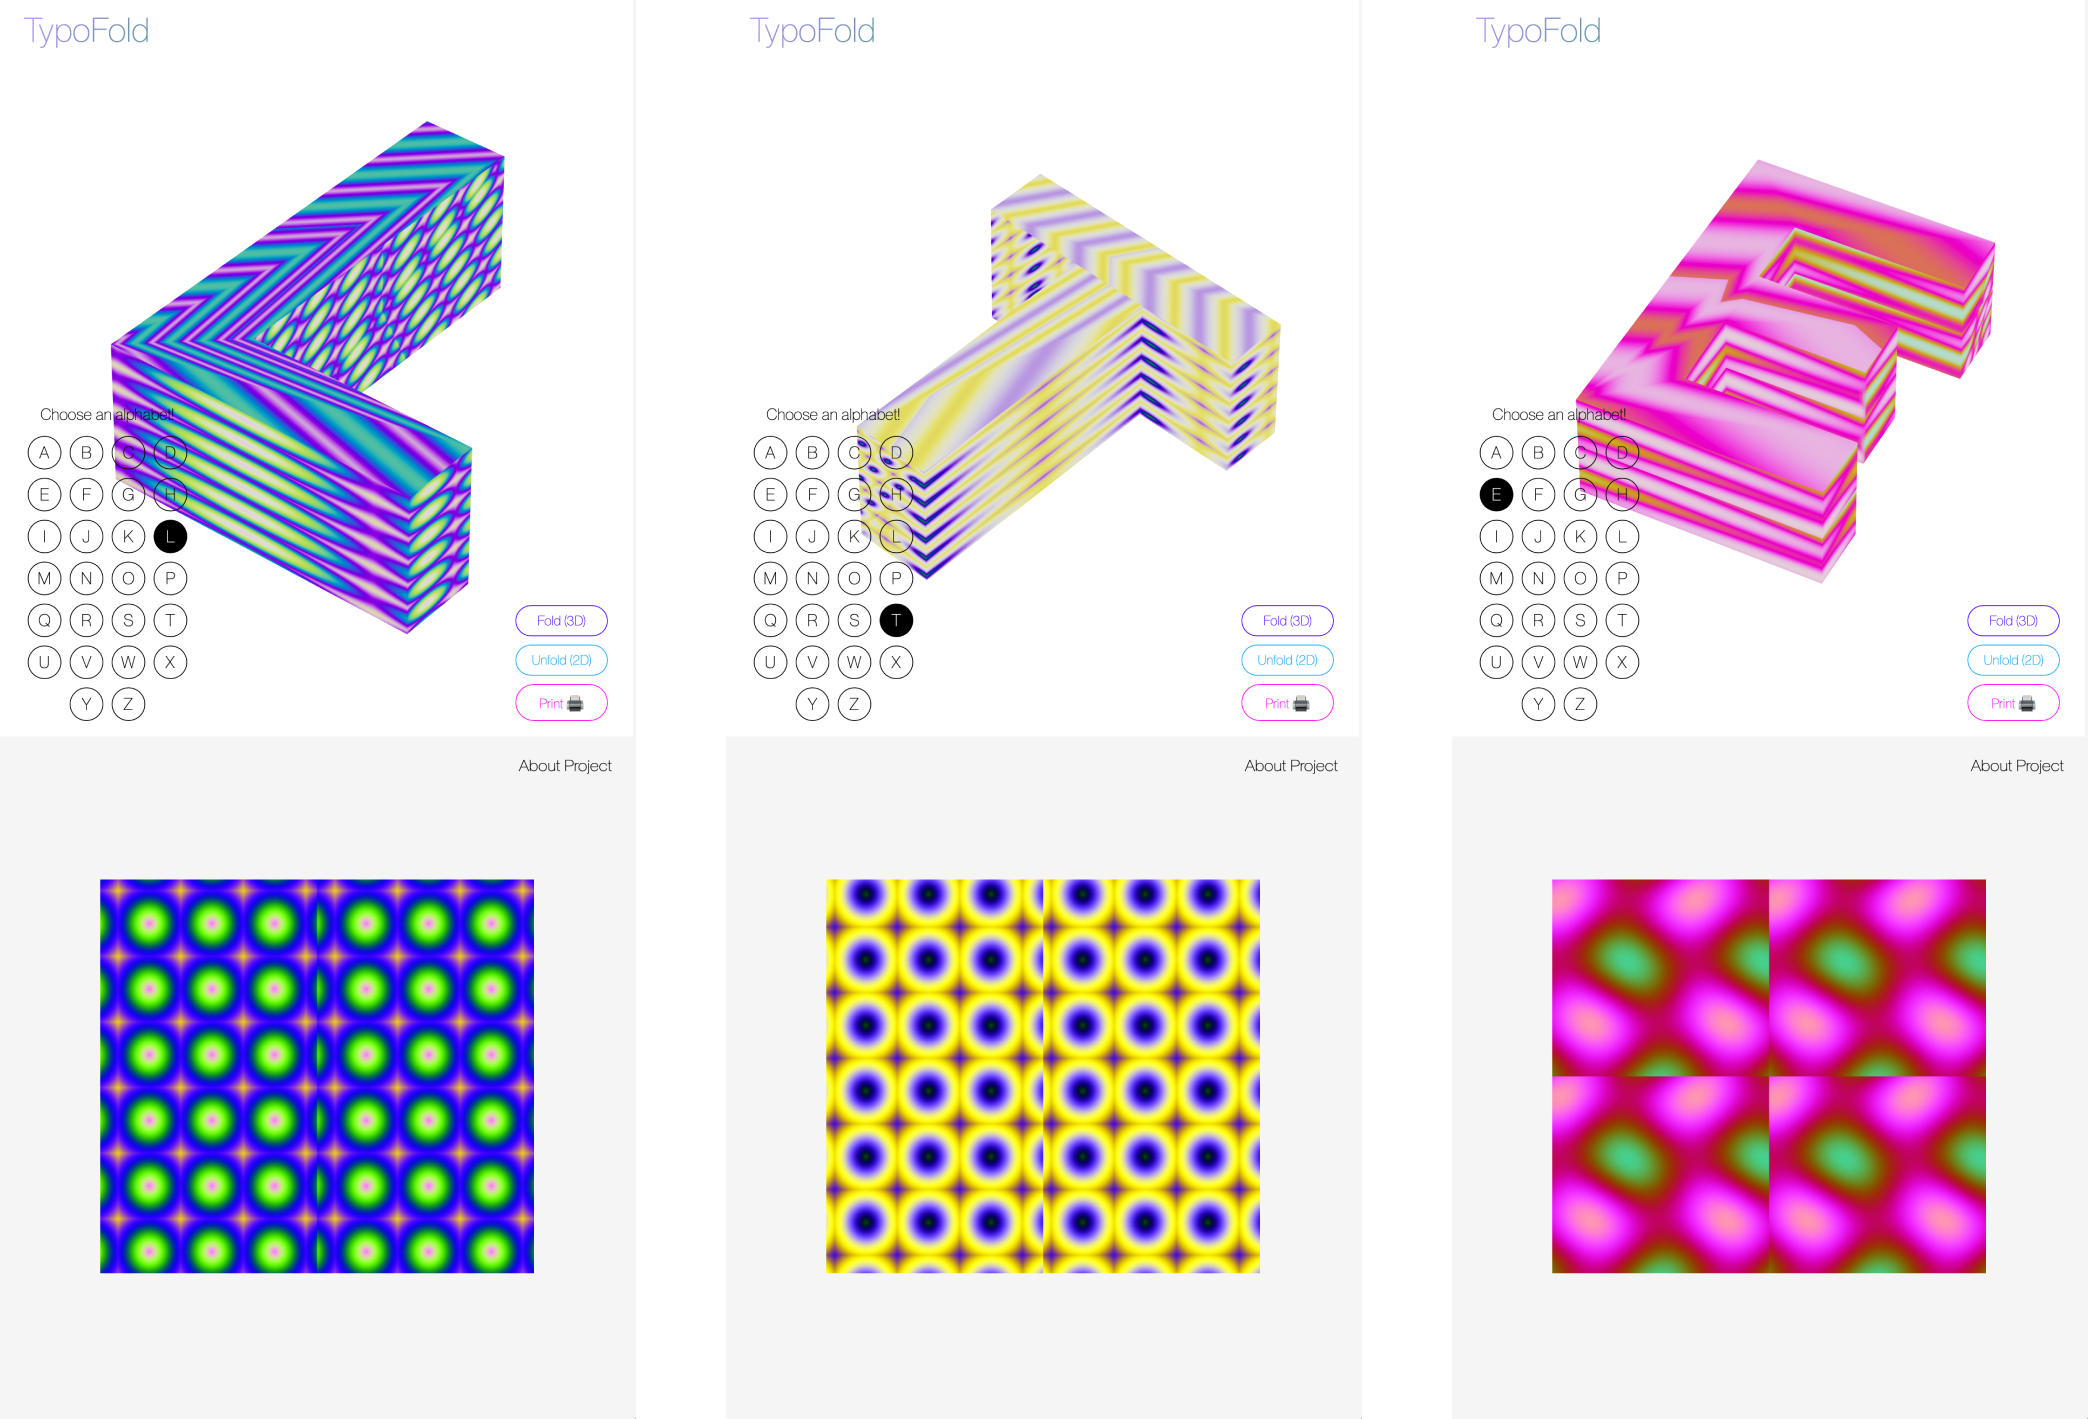 TypoFold
Choose an alphabet!
A B C D
E F G H
I J K L
M N O P
Q R S T
U V W X
Y Z
Fold (3D)
Unfold (2D)
Print
About Project
TypoFold
Choose an alphabet!
A B C D
E F G H
I J K L
M N O P
Q R S T
U V W X
Y Z
Fold (3D)
Unfold (2D)
Print
About Project
TypoFold
Choose an alphabet!
A B C D
E F G H
I J K L
M N O P
Q R S T
U V W X
Y Z
Fold (3D)
Unfold (2D)
Print
About Project